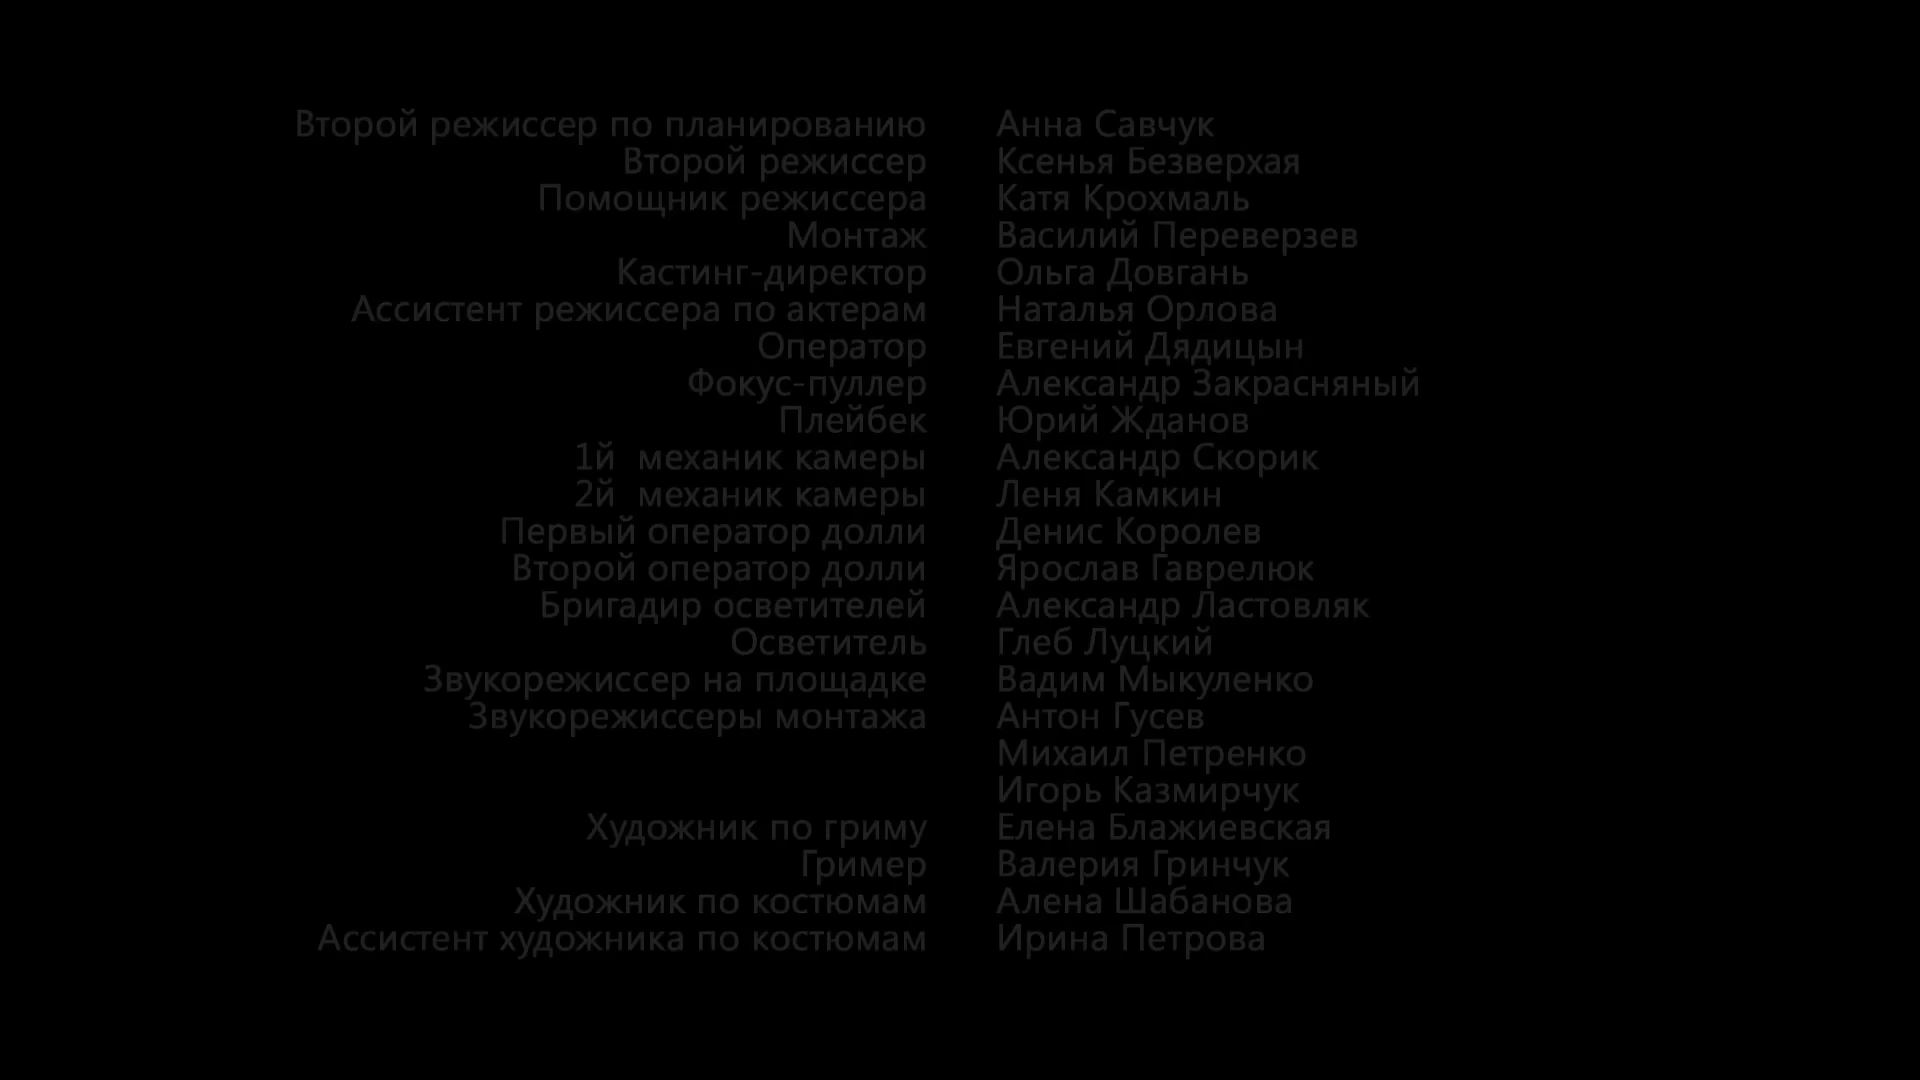 Второй режиссер по планированию Анна Савчук
Второй режиссер Ксенья Безверхая
Помощник режиссера Катя Крохмаль
Монтаж Василий Переверзев
Кастинг-директор Ольга Довгань
Ассистент режиссера по актерам Наталья Орлова
Оператор Евгений Дядицын
Фокус-пуллер Александр Закрасняный
Плейбек Юрий Жданов
1й механик камеры Александр Скорик
2й механик камеры Леня Камкин
Первый оператор долли Денис Королев
Второй оператор долли Ярослав Гаврелюк
Бригадир осветителей Александр Ластовляк
Осветитель Глеб Луцкий
Звукорежиссер на площадке Вадим Мыкуленко
Звукорежиссеры монтажа Антон Гусев
Михаил Петренко
Игорь Казмирчук
Художник по гриму Елена Блажиевская
Гример Валерия Гринчук
Художник по костюмам Алена Шабанова
Ассистент художника по костюмам Ирина Петрова